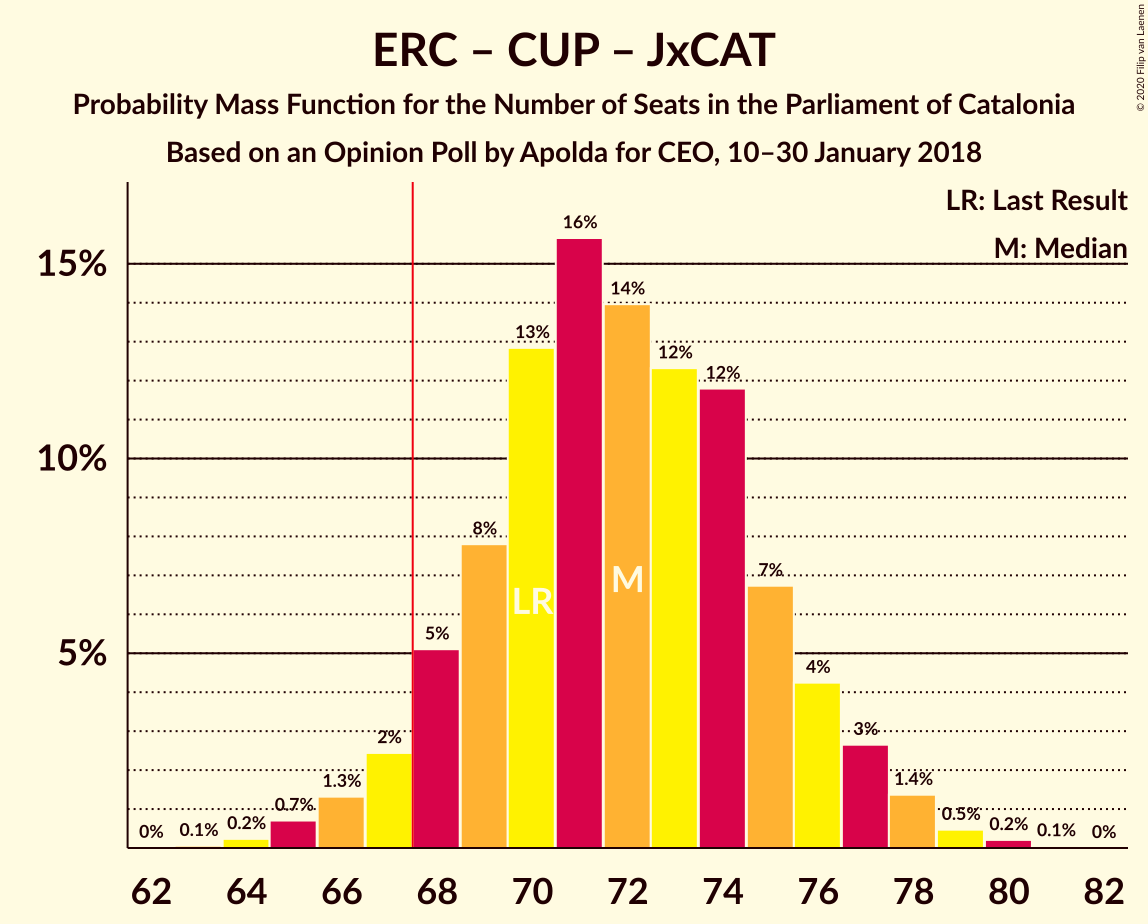 ERC – CUP – JxCAT
Probability Mass Function for the Number of Seats in the Parliament of Catalonia
Based on an Opinion Poll by Apolda for CEO, 10–30 January 2018
© 2020 Filip van Laenen
LR: Last Result
M: Median
15%
10%
5%
0%
0.1%
0.2%
0.7%
1.3%
2%
5%
8%
13%
16%
14%
12%
12%
7%
4%
3%
1.4%
0.5%
0.2%
0.1%
0%
LR
M
62 64 66 68 70 72 74 76 78 80 82